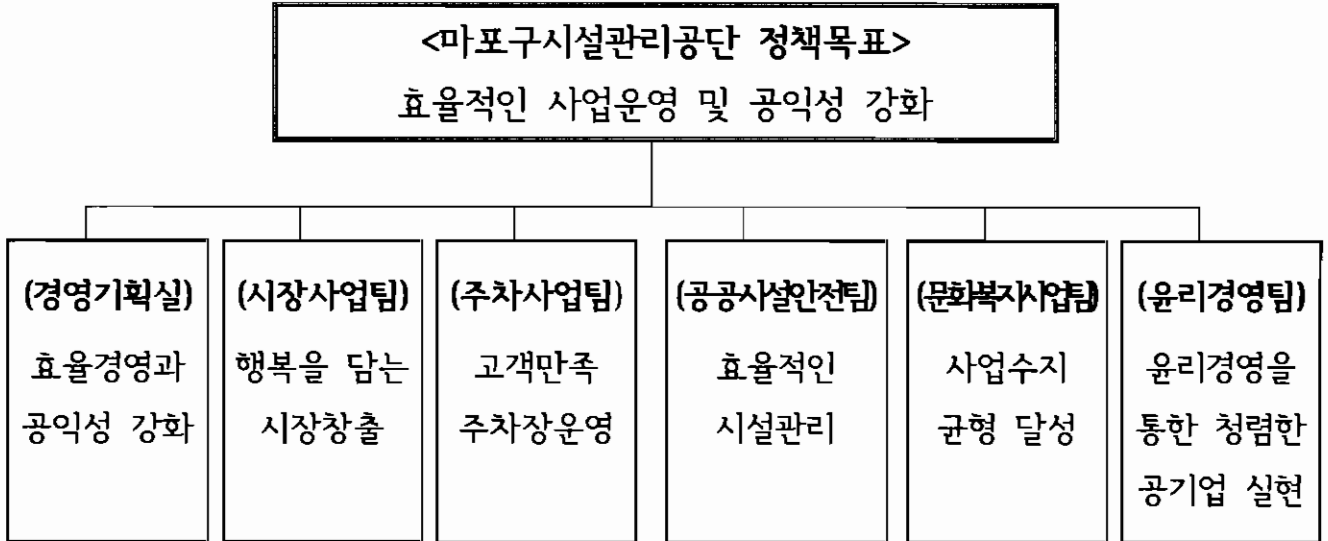 <마포구시설관리공단 정책목표>
효율적인 사업운영 및 공익성 강화
(경영기획실)
효율경영과
공익성 강화
(시장사업팀)
행복을 담는
시장창출
(주차사업팀)
고객만족
주차장운영
(공공시설안전팀)
효율적인
시설관리
(문화복지사업팀)
사업수지
균형 달성
(윤리경영팀)
윤리경영을
통한 청렴한
공기업 실현